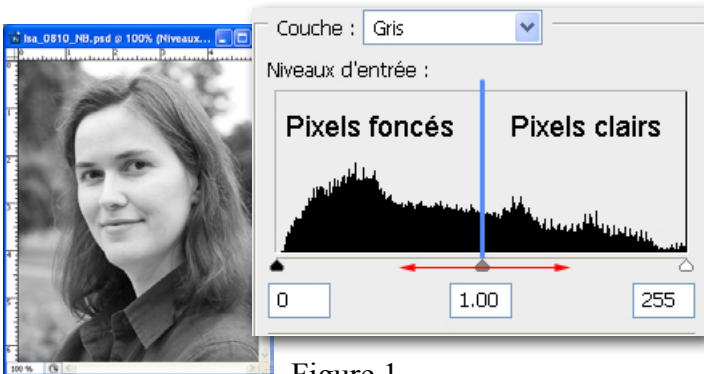 Isa_0810_NB.psd @ 100% (Niveaux...
Couche : Gris
Niveaux d'entrée :
Pixels foncés Pixels clairs
0 1.00 255
100 %
Figure 1